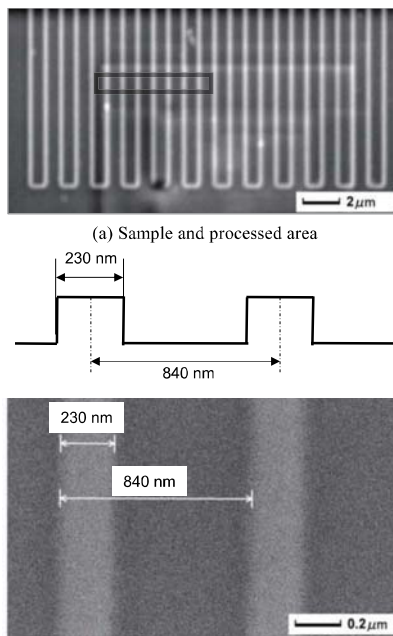 2μm
(a) Sample and processed area
230 nm
840 nm
230 nm
840 nm
0.2μm